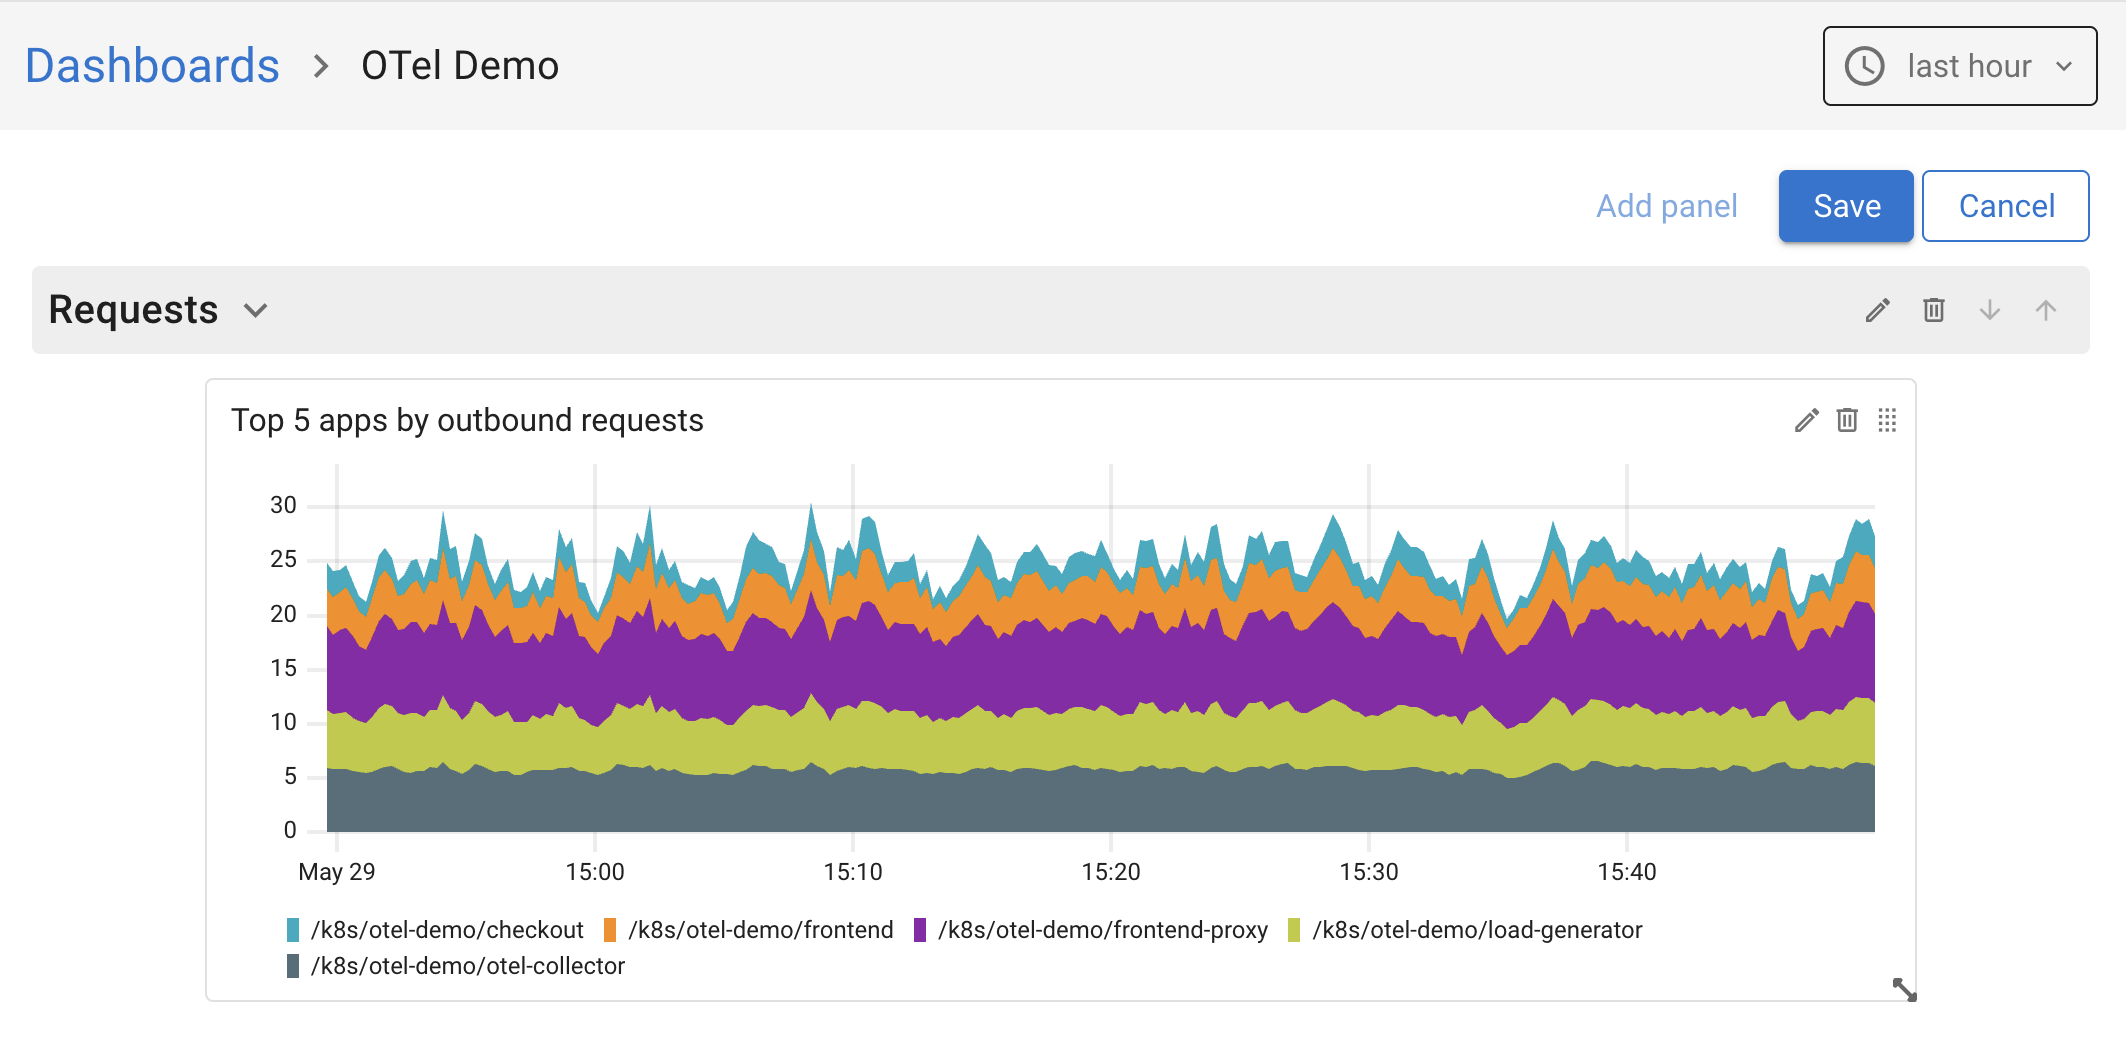 Dashboards > OTel Demo
last hour
Add panel Save Cancel
Requests
Top 5 apps by outbound requests
30
25
20
15
10
5
0
May 29 15:00 15:10 15:20 15:30 15:40
/k8s/otel-demo/checkout /k8s/otel-demo/frontend /k8s/otel-demo/frontend-proxy /k8s/otel-demo/load-generator
/k8s/otel-demo/otel-collector